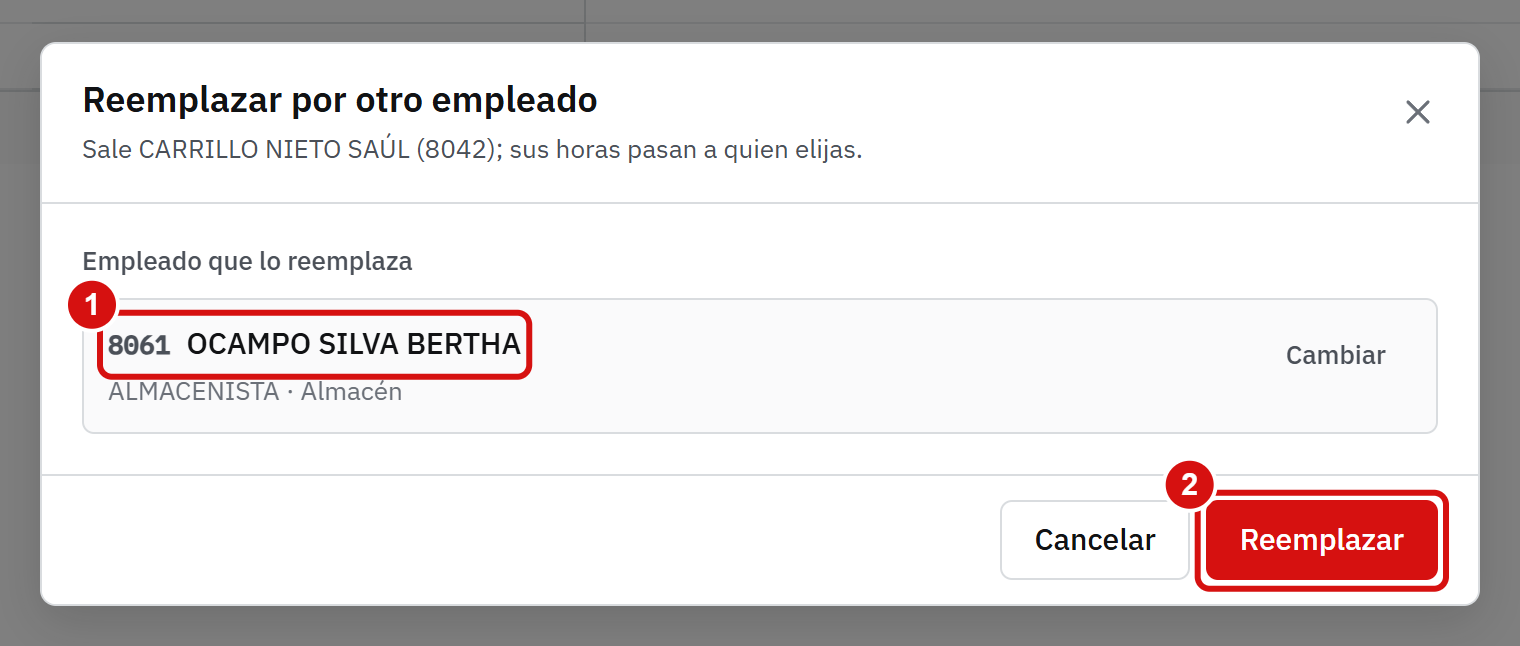 Reemplazar por otro empleado
Sale CARRILLO NIETO SAÚL (8042); sus horas pasan a quien elijas.
Empleado que lo reemplaza
1
8061 OCAMPO SILVA BERTHA
Cambiar
ALMACENISTA · Almacén
2
Cancelar Reemplazar